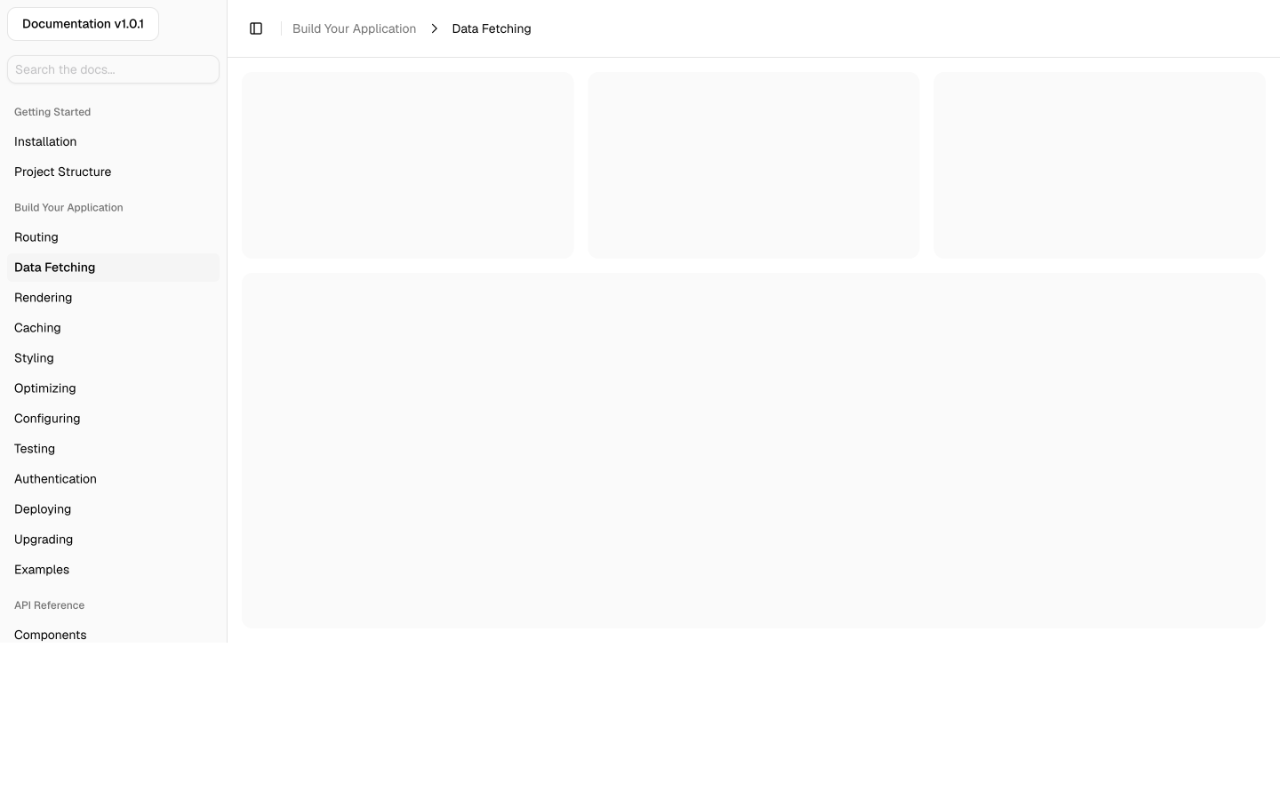 Documentation v1.0.1
Search the docs...
Getting Started
Installation
Project Structure
Build Your Application
Routing
Data Fetching
Rendering
Caching
Styling
Optimizing
Configuring
Testing
Authentication
Deploying
Upgrading
Examples
API Reference
Components
Build Your Application
Data Fetching